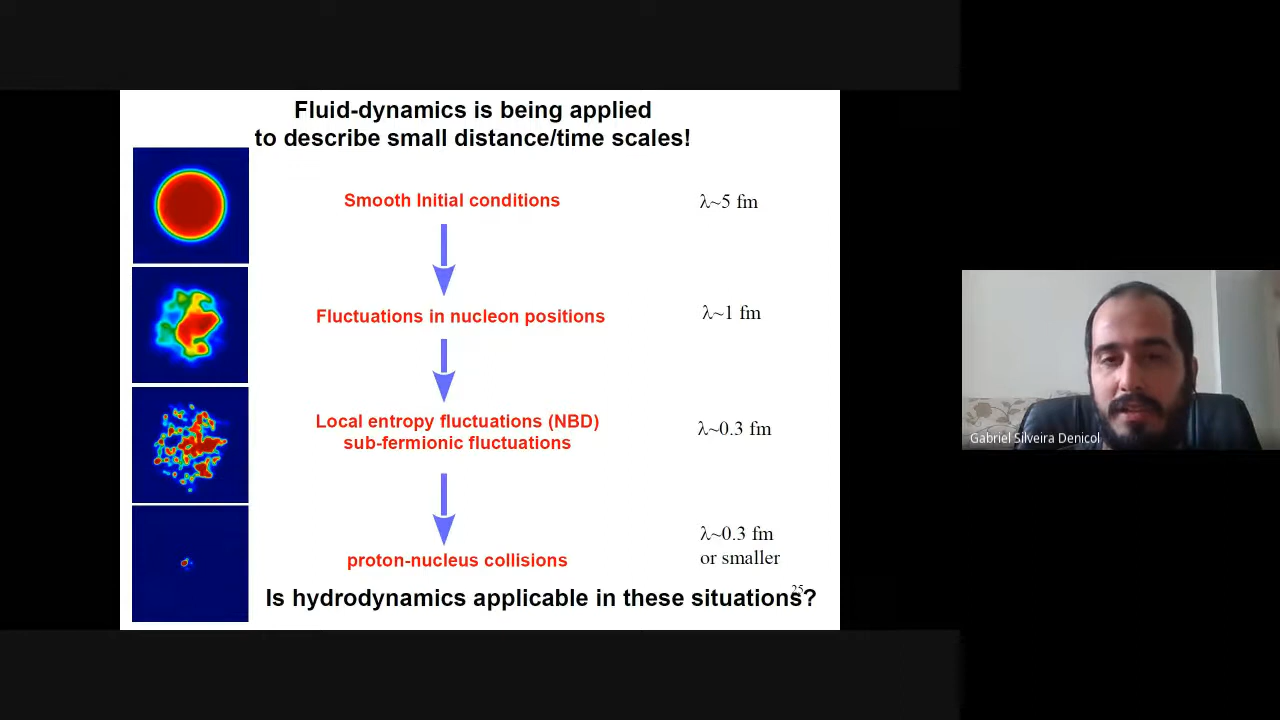 Fluid-dynamics is being applied
to describe small distance/time scales!
Smooth Initial conditions
λ~5 fm
Fluctuations in nucleon positions
λ~1 fm
Local entropy fluctuations (NBD)
sub-fermionic fluctuations
λ~0.3 fm
proton-nucleus collisions
λ~0.3 fm
or smaller
Is hydrodynamics applicable in these situations?
25
Gabriel Silveira Denicol